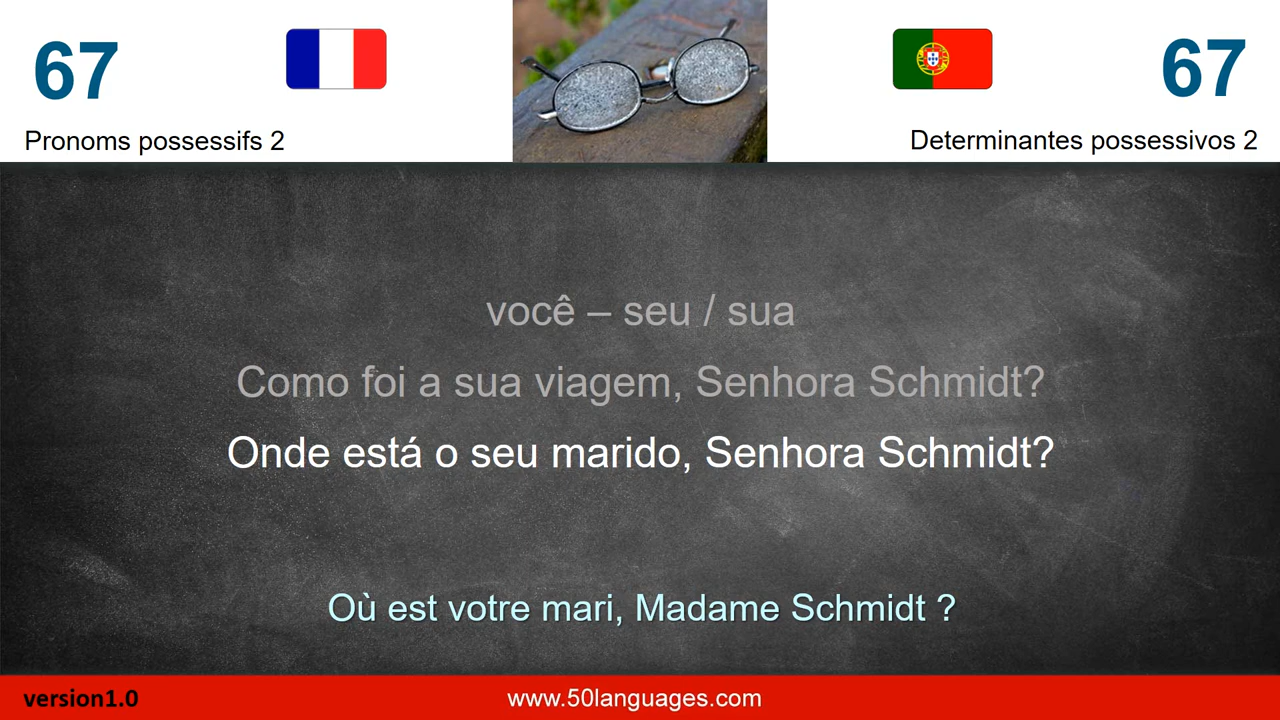 67
67
Pronoms possessifs 2
Determinantes possessivos 2
você – seu / sua
Como foi a sua viagem, Senhora Schmidt?
Onde está o seu marido, Senhora Schmidt?
Où est votre mari, Madame Schmidt ?
version1.0
www.50languages.com